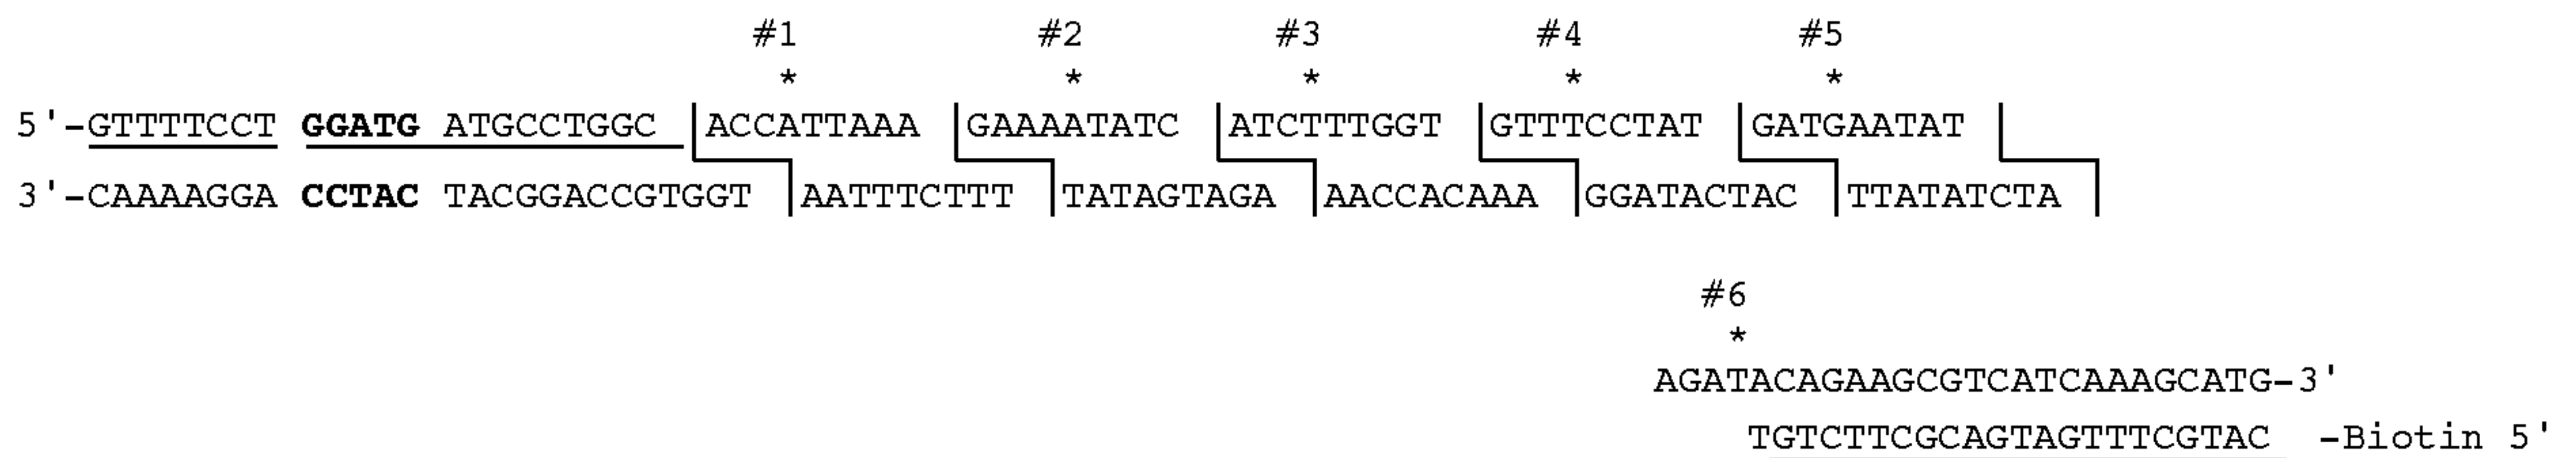 #1 #2 #3 #4 #5
* * * * *
5'-GTTTTCCT GGATG ATGCCTGGC ACCATTAAA GAAAATATC ATCTTTGGT GTTTCCTAT GATGAATAT
3'-CAAAAGGA CCTAC TACGGACCGTGGT AATTTCTTT TATAGTAGA AACCACAAA GGATACTAC TTATATCTA
#6
*
AGATACAGAAGCGTCATCAAAGCATG-3'
TGTCTTCGCAGTAGTTTCGTAC -Biotin 5'